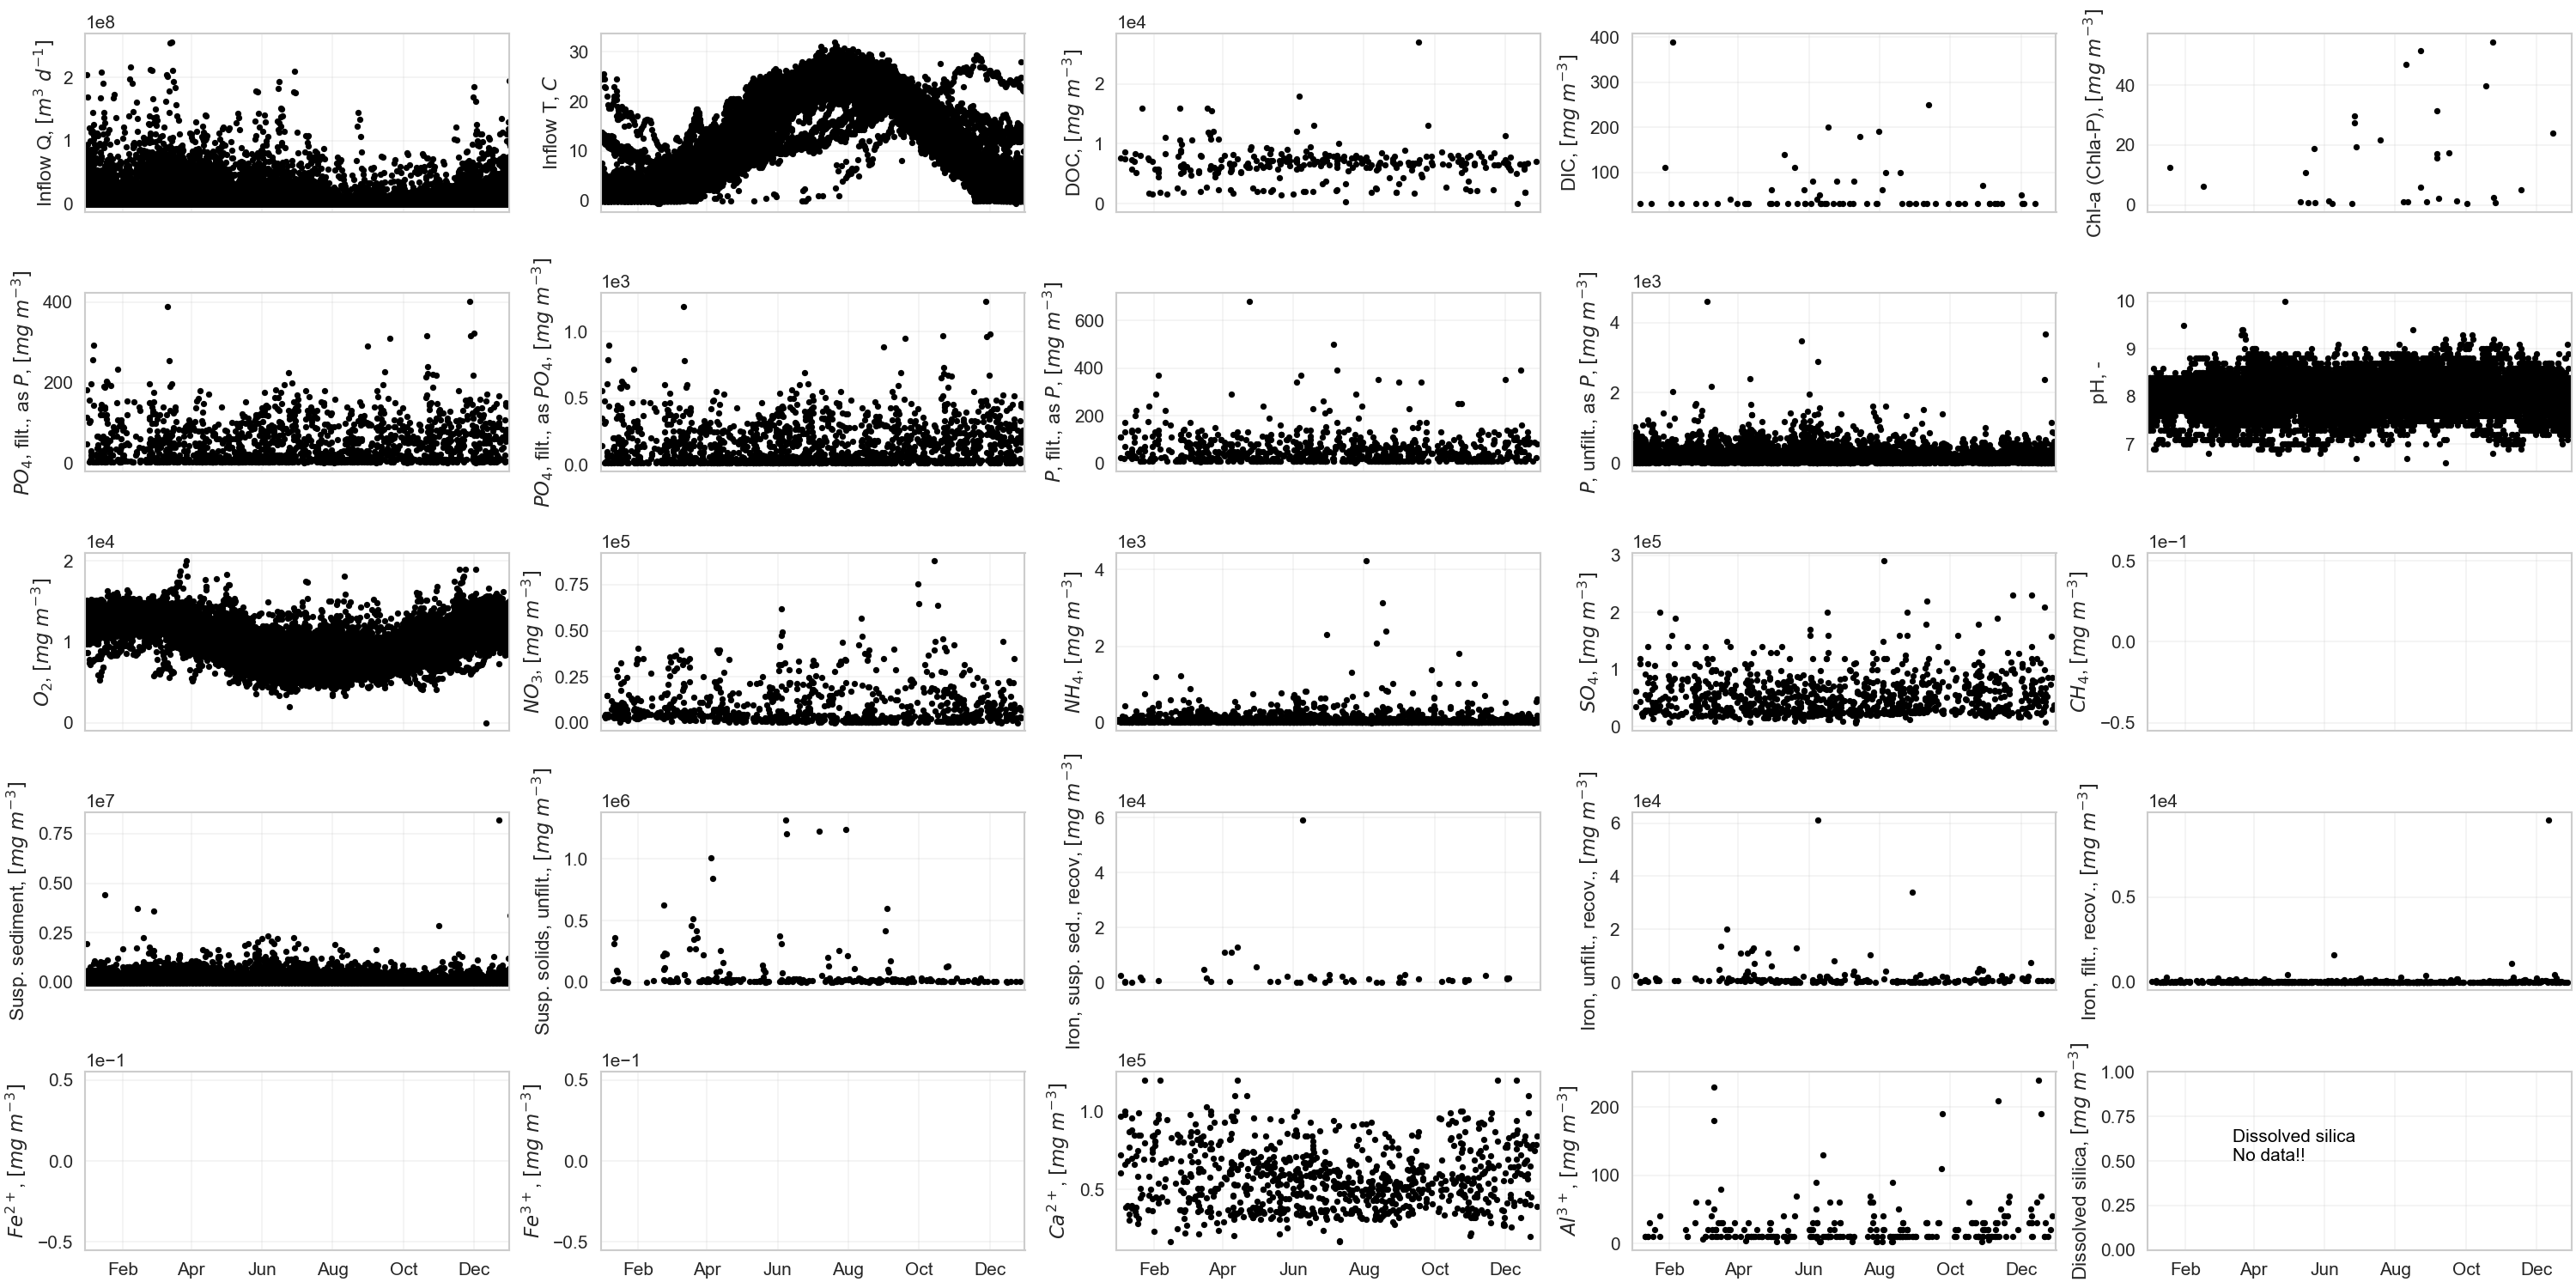 1e8
Inflow Q, [m³ d⁻¹]
2
1
0
Inflow T, C
30
20
10
0
1e4
DOC, [mg m⁻³]
2
1
0
DIC, [mg m⁻³]
400
300
200
100
Chl-a (Chla-P), [mg m⁻³]
40
20
0
PO₄, filt., as P, [mg m⁻³]
400
200
0
1e3
PO₄, filt., as PO₄, [mg m⁻³]
1.0
0.5
0.0
P, filt., as P, [mg m⁻³]
600
400
200
0
1e3
P, unfilt., as P, [mg m⁻³]
4
2
0
pH, -
10
9
8
7
1e4
O₂, [mg m⁻³]
2
1
0
1e5
NO₃, [mg m⁻³]
0.75
0.50
0.25
0.00
1e3
NH₄, [mg m⁻³]
4
2
0
1e5
SO₄, [mg m⁻³]
3
2
1
0
1e−1
CH₄, [mg m⁻³]
0.5
0.0
−0.5
1e7
Susp. sediment, [mg m⁻³]
0.75
0.50
0.25
0.00
1e6
Susp. solids, unfilt., [mg m⁻³]
1.0
0.5
0.0
1e4
Iron, susp. sed., recov, [mg m⁻³]
6
4
2
0
1e4
Iron, unfilt., recov., [mg m⁻³]
6
4
2
0
1e4
Iron, filt., recov., [mg m⁻³]
0.5
0.0
1e−1
Fe²⁺, [mg m⁻³]
0.5
0.0
−0.5
Feb Apr Jun Aug Oct Dec
1e−1
Fe³⁺, [mg m⁻³]
0.5
0.0
−0.5
Feb Apr Jun Aug Oct Dec
1e5
Ca²⁺, [mg m⁻³]
1.0
0.5
Feb Apr Jun Aug Oct Dec
Al³⁺, [mg m⁻³]
200
100
0
Feb Apr Jun Aug Oct Dec
Dissolved silica, [mg m⁻³]
1.00
0.75
0.50
0.25
0.00
Dissolved silica
No data!!
Feb Apr Jun Aug Oct Dec